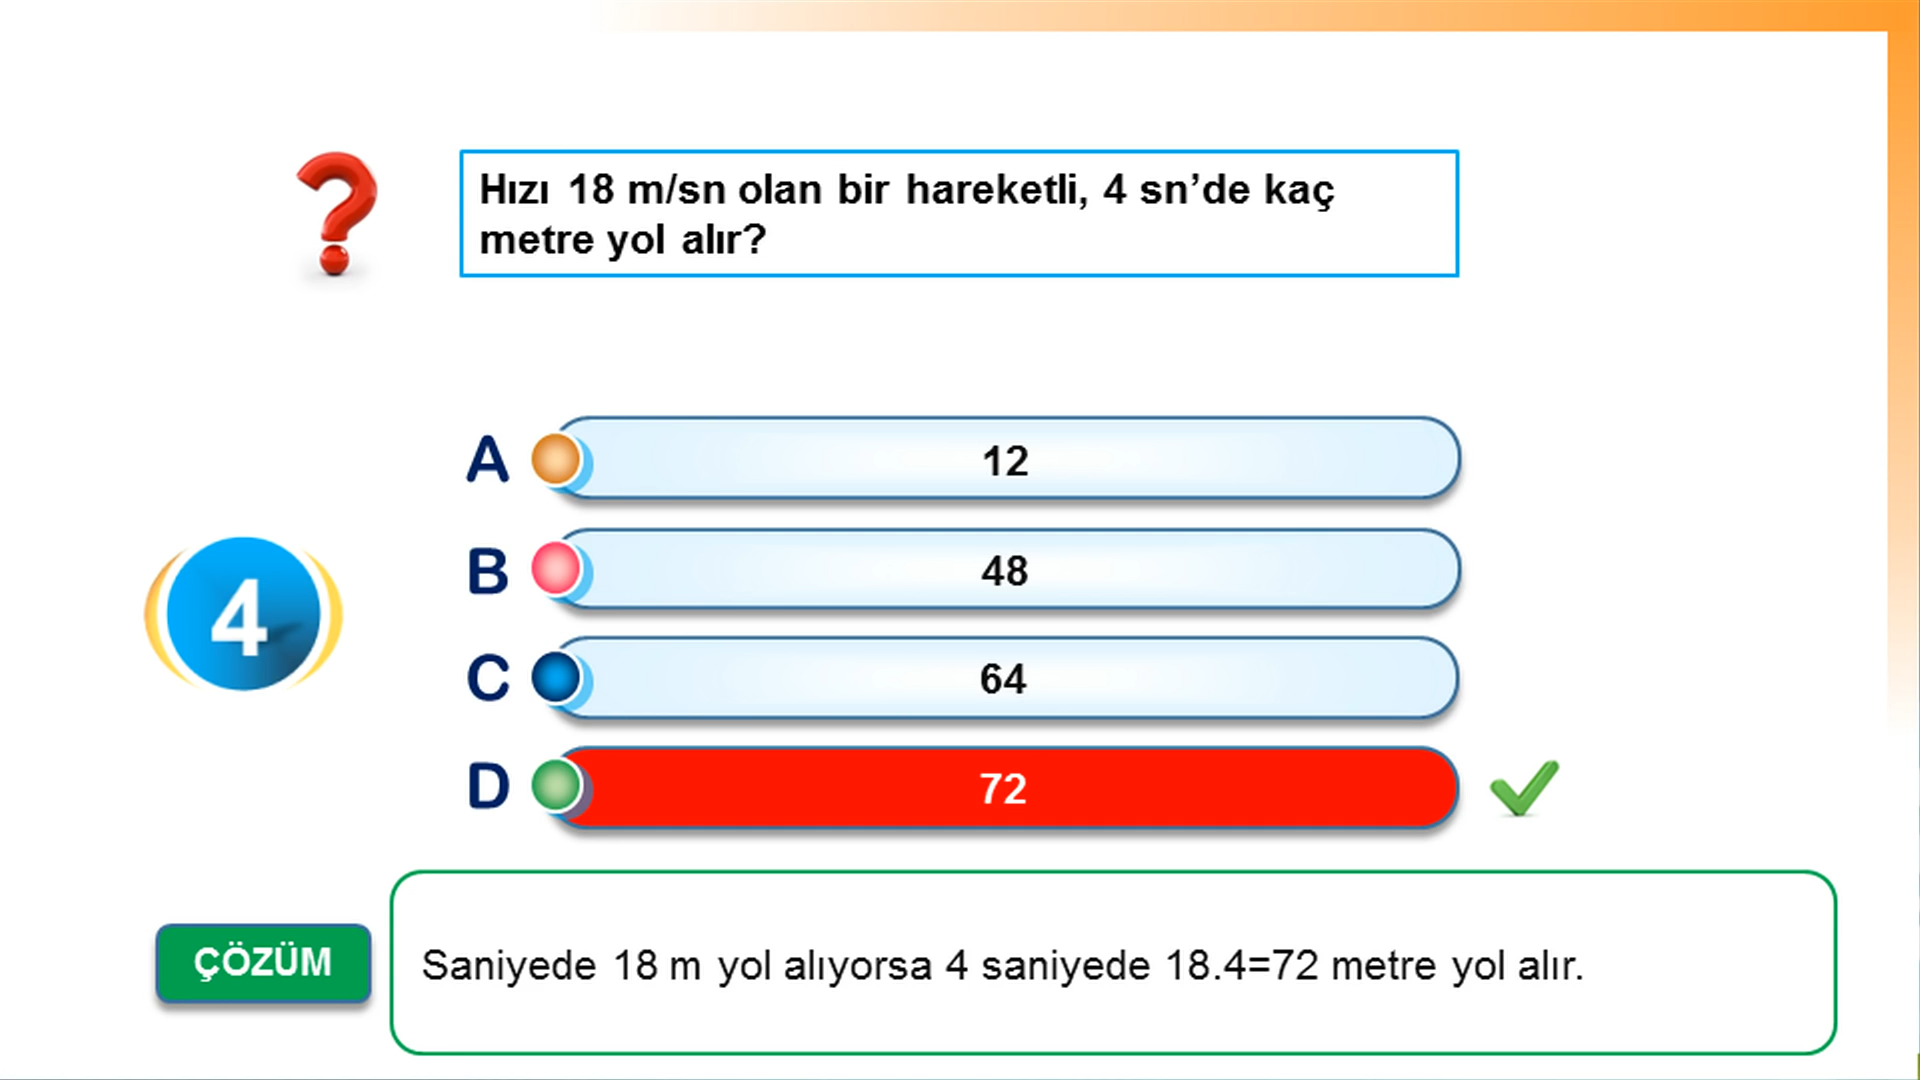 Hızı 18 m/sn olan bir hareketli, 4 sn’de kaç
metre yol alır?
A 12
B 48
4
C 64
D 72
ÇÖZÜM
Saniyede 18 m yol alıyorsa 4 saniyede 18.4=72 metre yol alır.